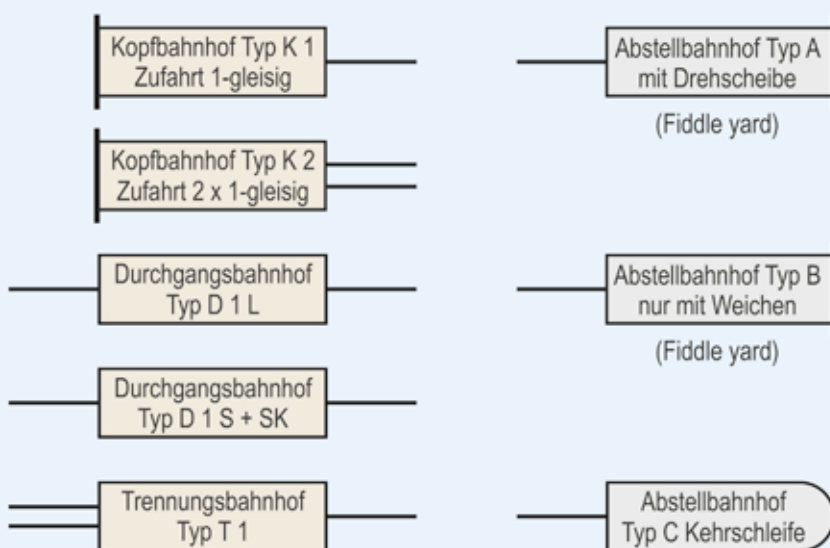 Kopfbahnhof Typ K 1
Zufahrt 1-gleisig
Kopfbahnhof Typ K 2
Zufahrt 2 x 1-gleisig
Durchgangsbahnhof
Typ D 1 L
Durchgangsbahnhof
Typ D 1 S + SK
Trennungsbahnhof
Typ T 1
Abstellbahnhof Typ A
mit Drehscheibe
(Fiddle yard)
Abstellbahnhof Typ B
nur mit Weichen
(Fiddle yard)
Abstellbahnhof
Typ C Kehrschleife